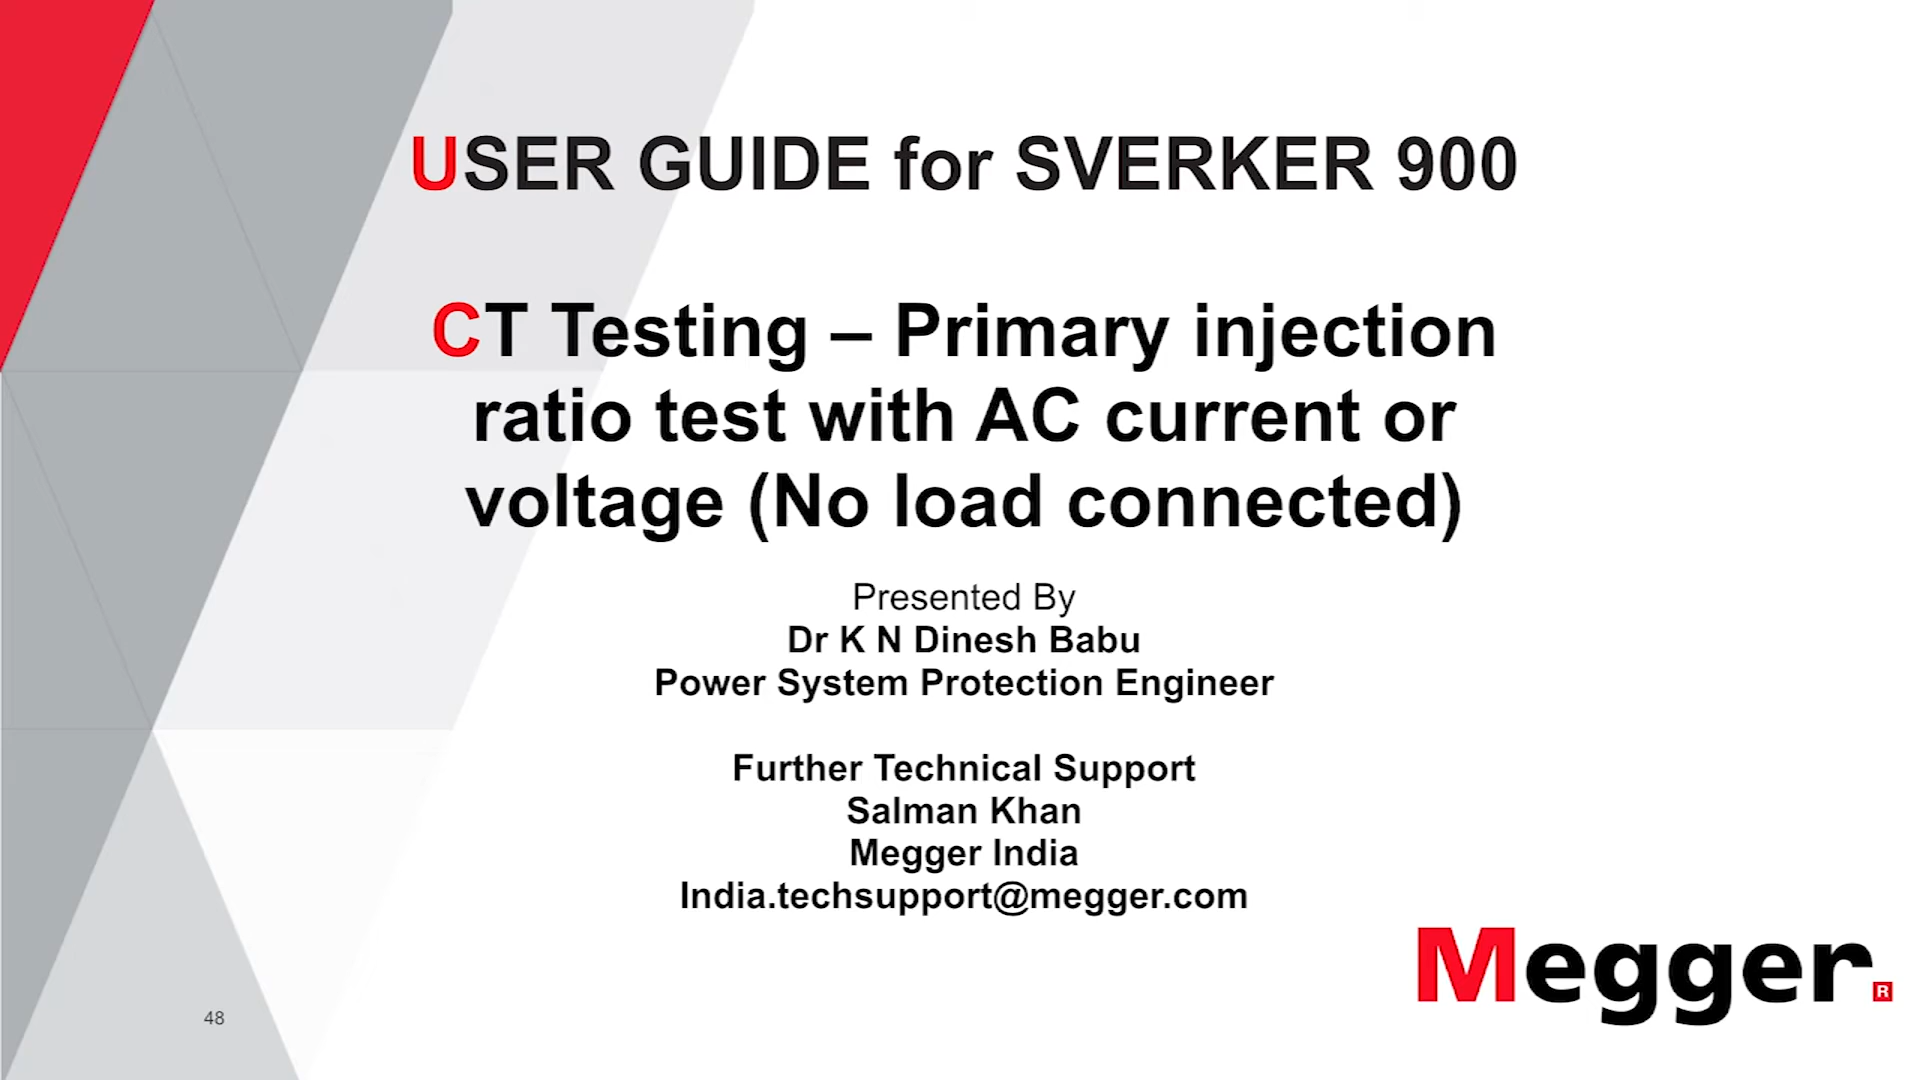 USER GUIDE for SVERKER 900
CT Testing – Primary injection
ratio test with AC current or
voltage (No load connected)
Presented By
Dr K N Dinesh Babu
Power System Protection Engineer
Further Technical Support
Salman Khan
Megger India
India.techsupport@megger.com
Megger®
48